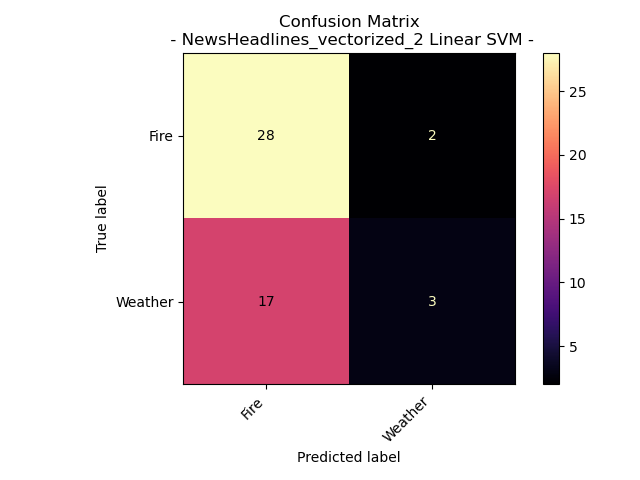 Confusion Matrix
- NewsHeadlines_vectorized_2 Linear SVM -
True label
Fire
Weather
28
2
17
3
Fire
Weather
Predicted label
25
20
15
10
5